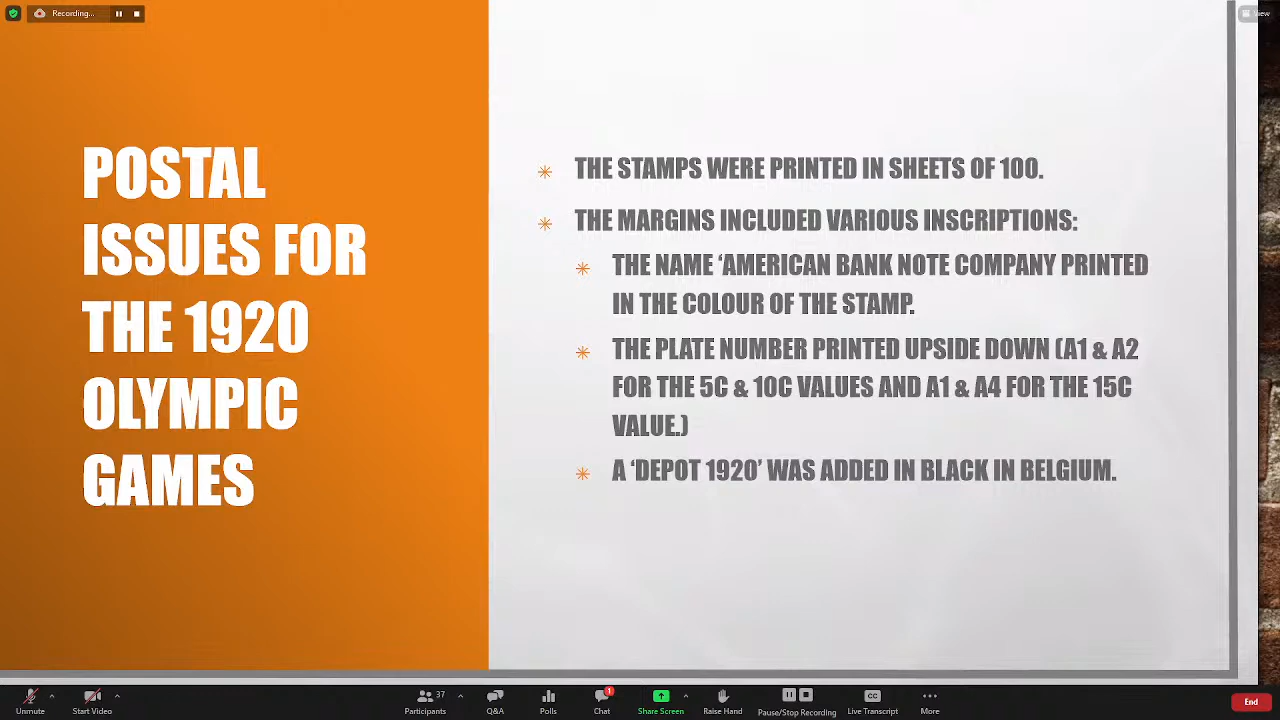 Recording...
View
POSTAL
ISSUES FOR
THE 1920
OLYMPIC
GAMES
THE STAMPS WERE PRINTED IN SHEETS OF 100.
THE MARGINS INCLUDED VARIOUS INSCRIPTIONS:
THE NAME ‘AMERICAN BANK NOTE COMPANY PRINTED
IN THE COLOUR OF THE STAMP.
THE PLATE NUMBER PRINTED UPSIDE DOWN (A1 & A2
FOR THE 5C & 10C VALUES AND A1 & A4 FOR THE 15C
VALUE.)
A ‘DEPOT 1920’ WAS ADDED IN BLACK IN BELGIUM.
Unmute
Start Video
Participants
37
Q&A
Polls
Chat
1
Share Screen
Raise Hand
Pause/Stop Recording
CC
Live Transcript
More
End